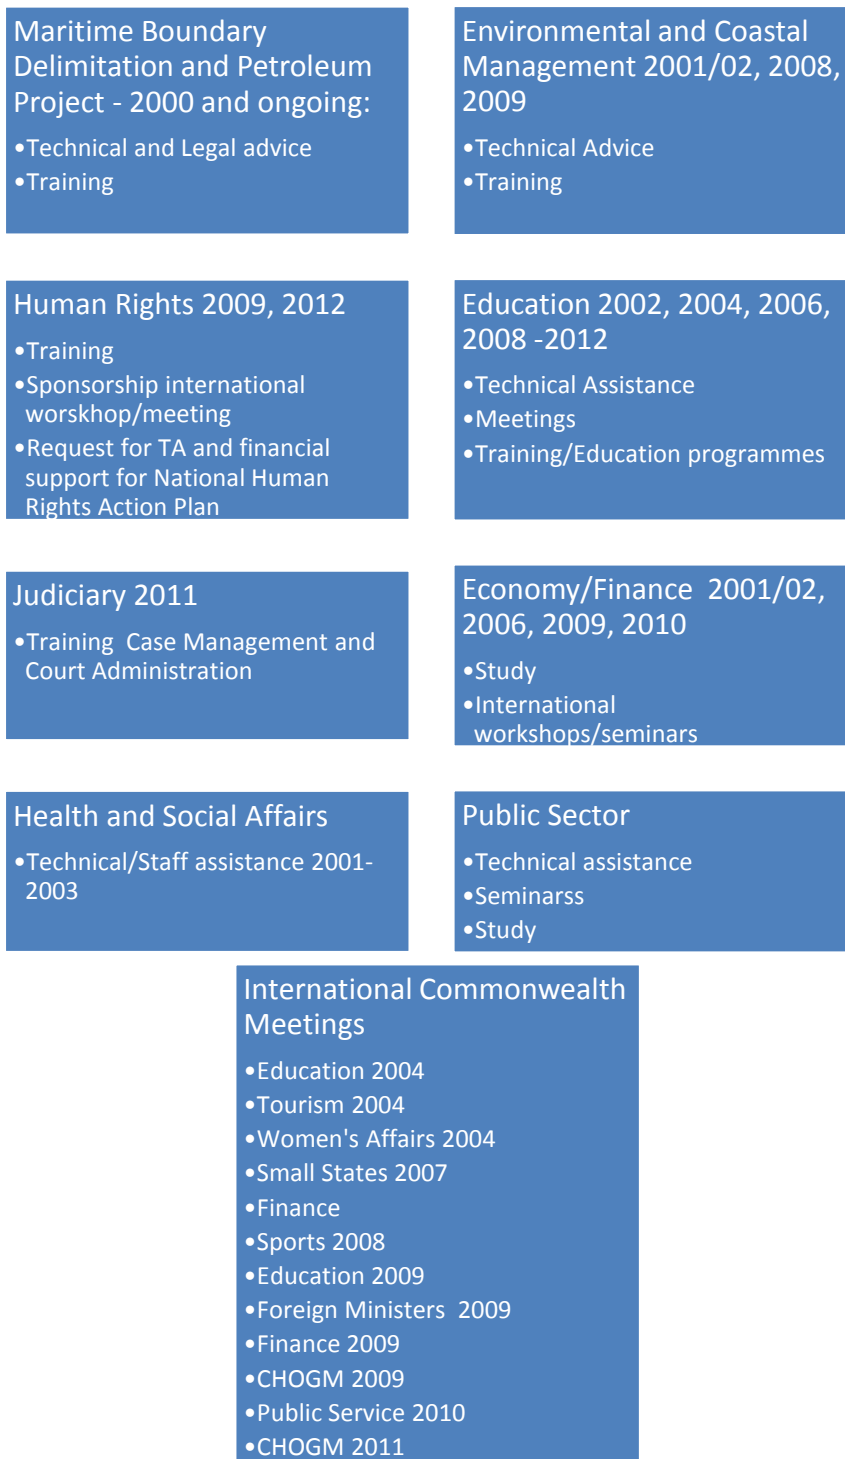 Maritime Boundary
Delimitation and Petroleum
Project - 2000 and ongoing:
•Technical and Legal advice
•Training
Environmental and Coastal
Management 2001/02, 2008,
2009
•Technical Advice
•Training
Human Rights 2009, 2012
•Training
•Sponsorship international
worskhop/meeting
•Request for TA and financial
support for National Human
Rights Action Plan
Education 2002, 2004, 2006,
2008 -2012
•Technical Assistance
•Meetings
•Training/Education programmes
Judiciary 2011
•Training  Case Management and
Court Administration
Economy/Finance  2001/02,
2006, 2009, 2010
•Study
•International
workshops/seminars
Health and Social Affairs
•Technical/Staff assistance 2001-
2003
Public Sector
•Technical assistance
•Seminarss
•Study
International Commonwealth
Meetings
•Education 2004
•Tourism 2004
•Women's Affairs 2004
•Small States 2007
•Finance
•Sports 2008
•Education 2009
•Foreign Ministers  2009
•Finance 2009
•CHOGM 2009
•Public Service 2010
•CHOGM 2011